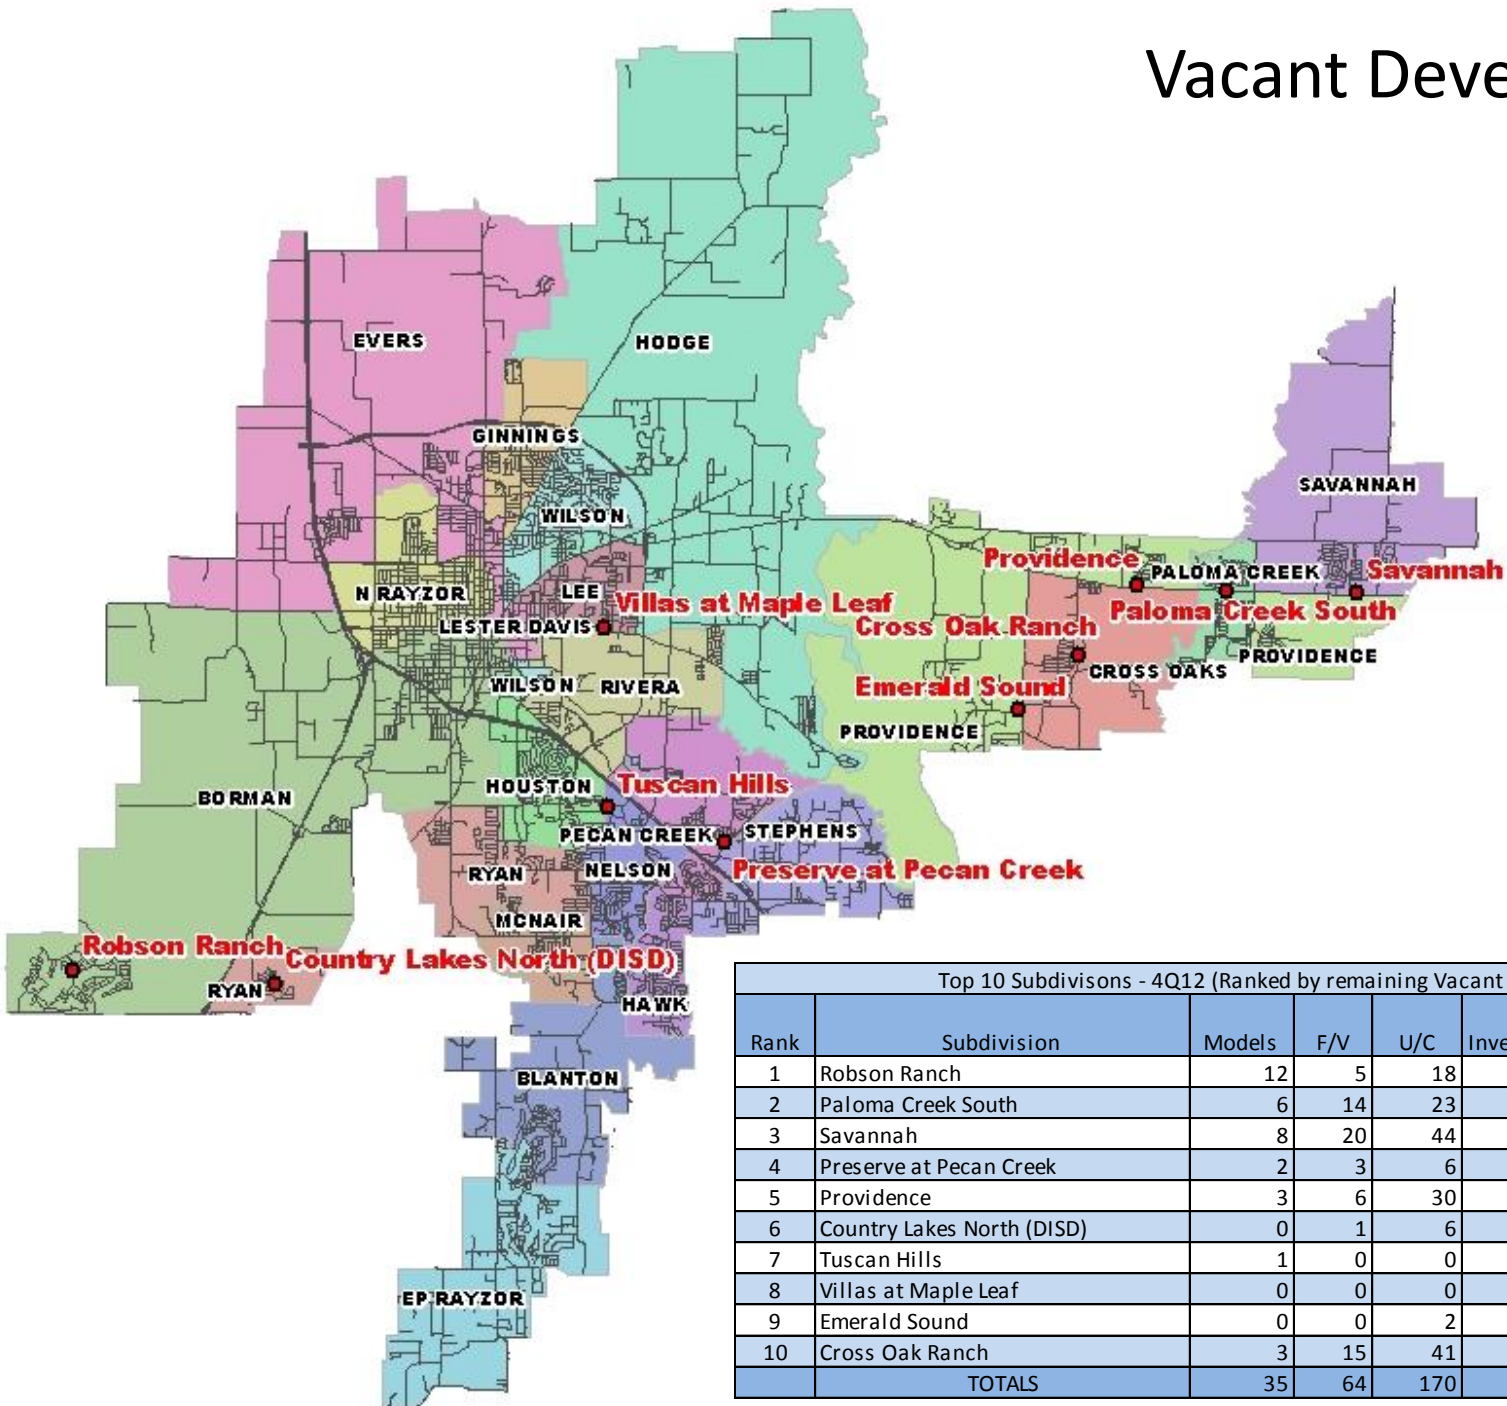 Vacant Deve
EVERS
HODGE
GINNINGS
SAVANNAH
WILSON
Providence
PALOMA CREEK
Savannah
N RAYZOR
LEE
Villas at Maple Leaf
Paloma Creek South
LESTER DAVIS
Cross Oak Ranch
PROVIDENCE
CROSS OAKS
WILSON
RIVERA
Emerald Sound
PROVIDENCE
HOUSTON
Tuscan Hills
BORMAN
PECAN CREEK
STEPHENS
RYAN
NELSON
Preserve at Pecan Creek
MCNAIR
Robson Ranch
Country Lakes North (DISD)
RYAN
HAWK
BLANTON
EP RAYZOR
Top 10 Subdivisons - 4Q12 (Ranked by remaining Vacant
Rank Subdivision Models F/V U/C Inve
1 Robson Ranch 12 5 18
2 Paloma Creek South 6 14 23
3 Savannah 8 20 44
4 Preserve at Pecan Creek 2 3 6
5 Providence 3 6 30
6 Country Lakes North (DISD) 0 1 6
7 Tuscan Hills 1 0 0
8 Villas at Maple Leaf 0 0 0
9 Emerald Sound 0 0 2
10 Cross Oak Ranch 3 15 41
TOTALS 35 64 170